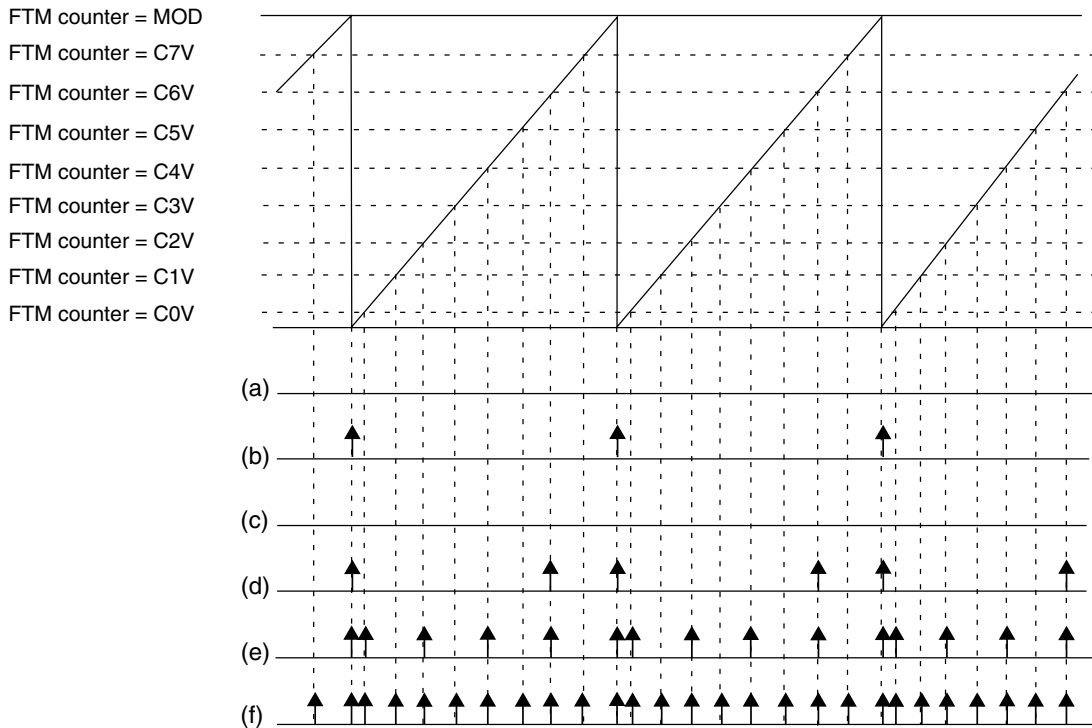 FTM counter = MOD
FTM counter = C7V
FTM counter = C6V
FTM counter = C5V
FTM counter = C4V
FTM counter = C3V
FTM counter = C2V
FTM counter = C1V
FTM counter = C0V
(a)
(b)
(c)
(d)
(e)
(f)